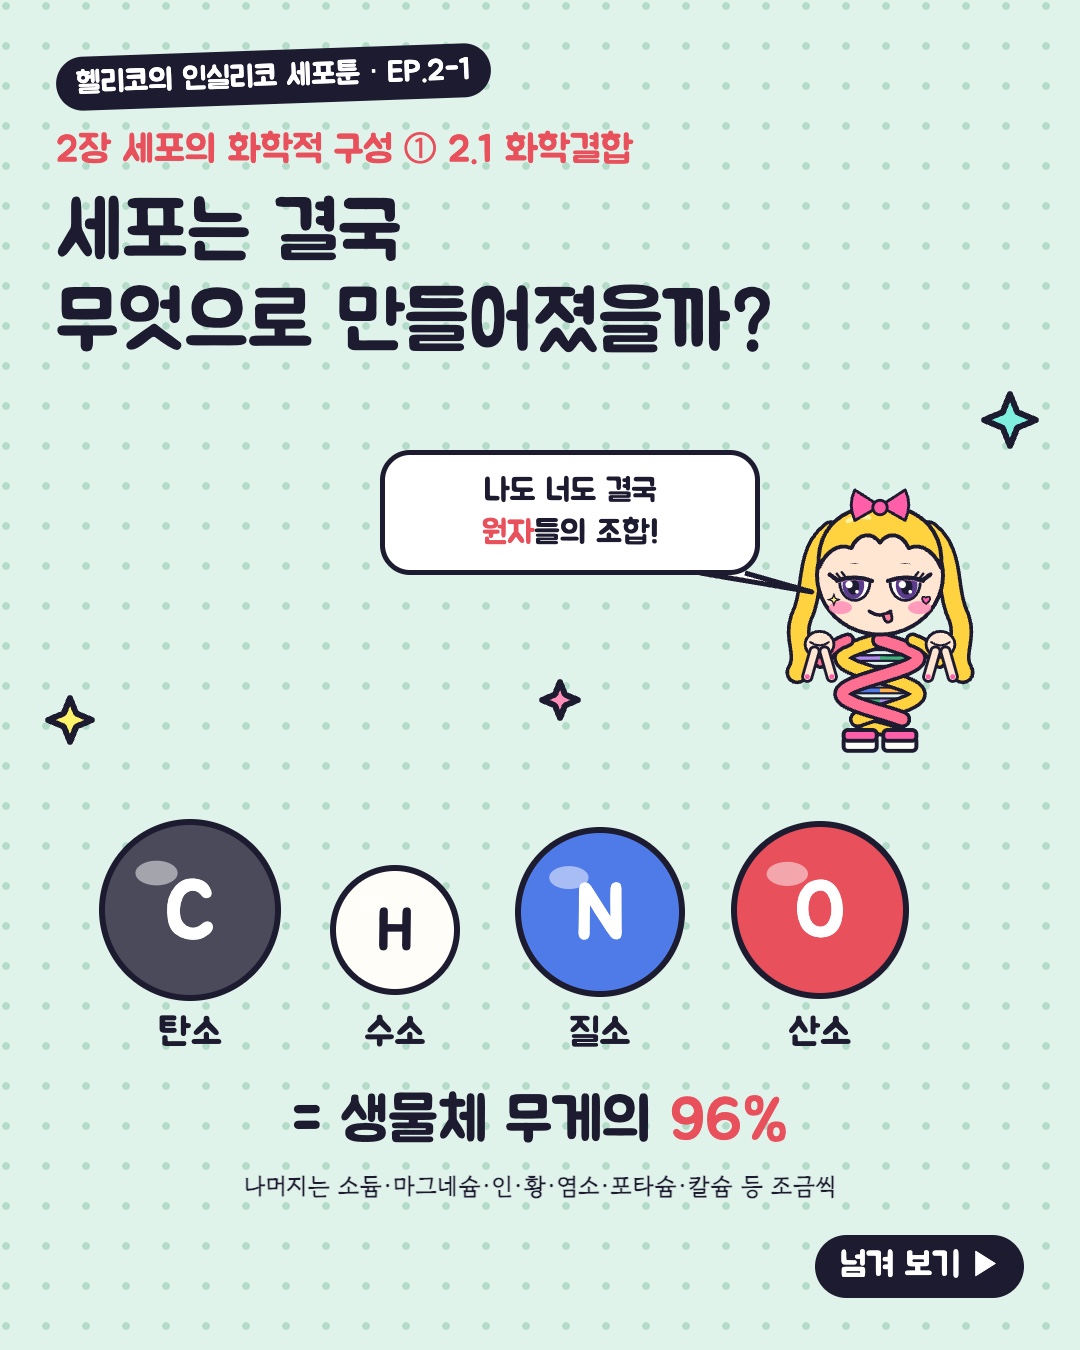 헬리코의 인실리코 세포툰 · EP.2-1
2장 세포의 화학적 구성 ① 2.1 화학결합
세포는 결국
무엇으로 만들어졌을까?
나도 너도 결국
원자들의 조합!
C H N O
탄소 수소 질소 산소
= 생물체 무게의 96%
나머지는 소듐·마그네슘·인·황·염소·포타슘·칼슘 등 조금씩
넘겨 보기 ▶